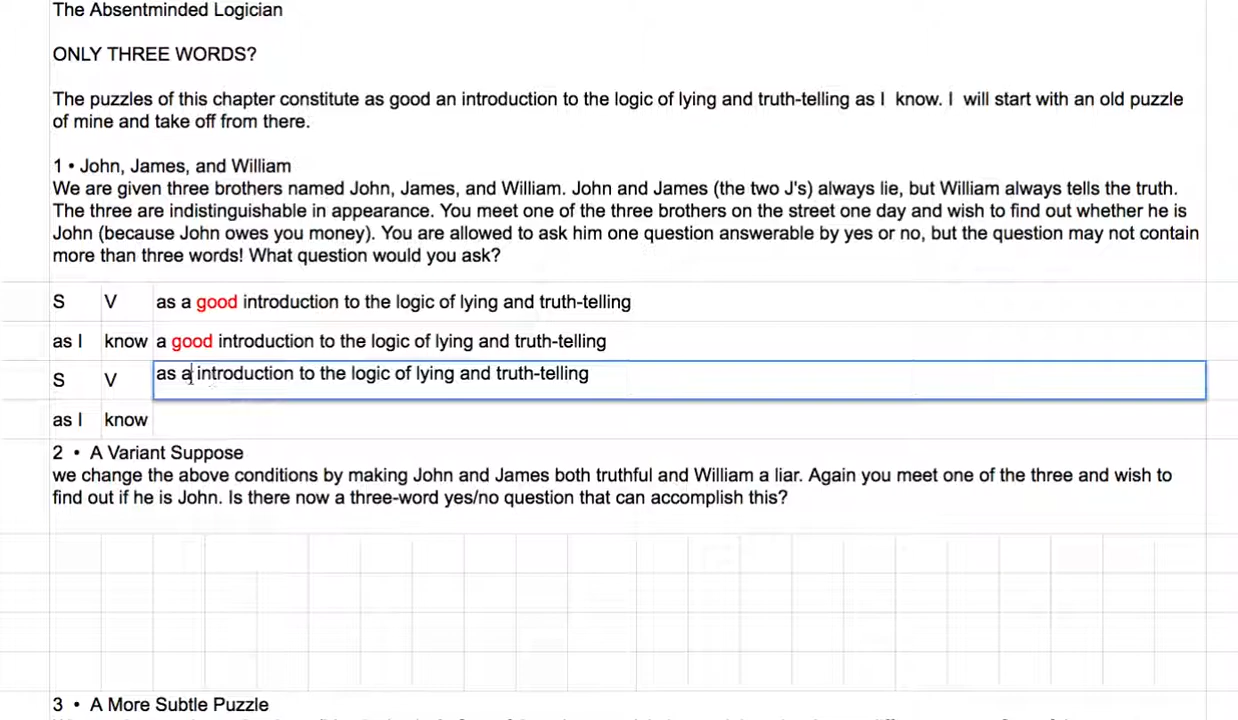 The Absentminded Logician
ONLY THREE WORDS?
The puzzles of this chapter constitute as good an introduction to the logic of lying and truth-telling as I know. I will start with an old puzzle
of mine and take off from there.
1 • John, James, and William
We are given three brothers named John, James, and William. John and James (the two J's) always lie, but William always tells the truth.
The three are indistinguishable in appearance. You meet one of the three brothers on the street one day and wish to find out whether he is
John (because John owes you money). You are allowed to ask him one question answerable by yes or no, but the question may not contain
more than three words! What question would you ask?
S V as a good introduction to the logic of lying and truth-telling
as I know a good introduction to the logic of lying and truth-telling
S V as a introduction to the logic of lying and truth-telling
as I know
2 • A Variant Suppose
we change the above conditions by making John and James both truthful and William a liar. Again you meet one of the three and wish to
find out if he is John. Is there now a three-word yes/no question that can accomplish this?
3 • A More Subtle Puzzle